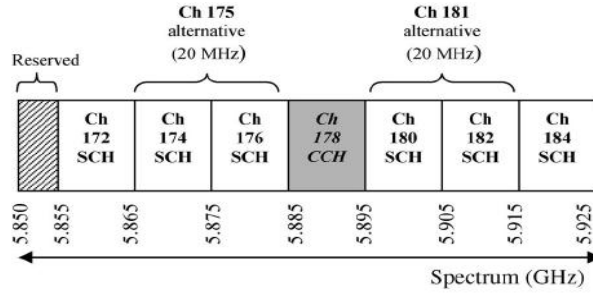 Ch 175
alternative
(20 MHz)
Ch 181
alternative
(20 MHz)
Reserved
Ch
172
SCH
Ch
174
SCH
Ch
176
SCH
Ch
178
CCH
Ch
180
SCH
Ch
182
SCH
Ch
184
SCH
5.850
5.855
5.865
5.875
5.885
5.895
5.905
5.915
5.925
Spectrum (GHz)